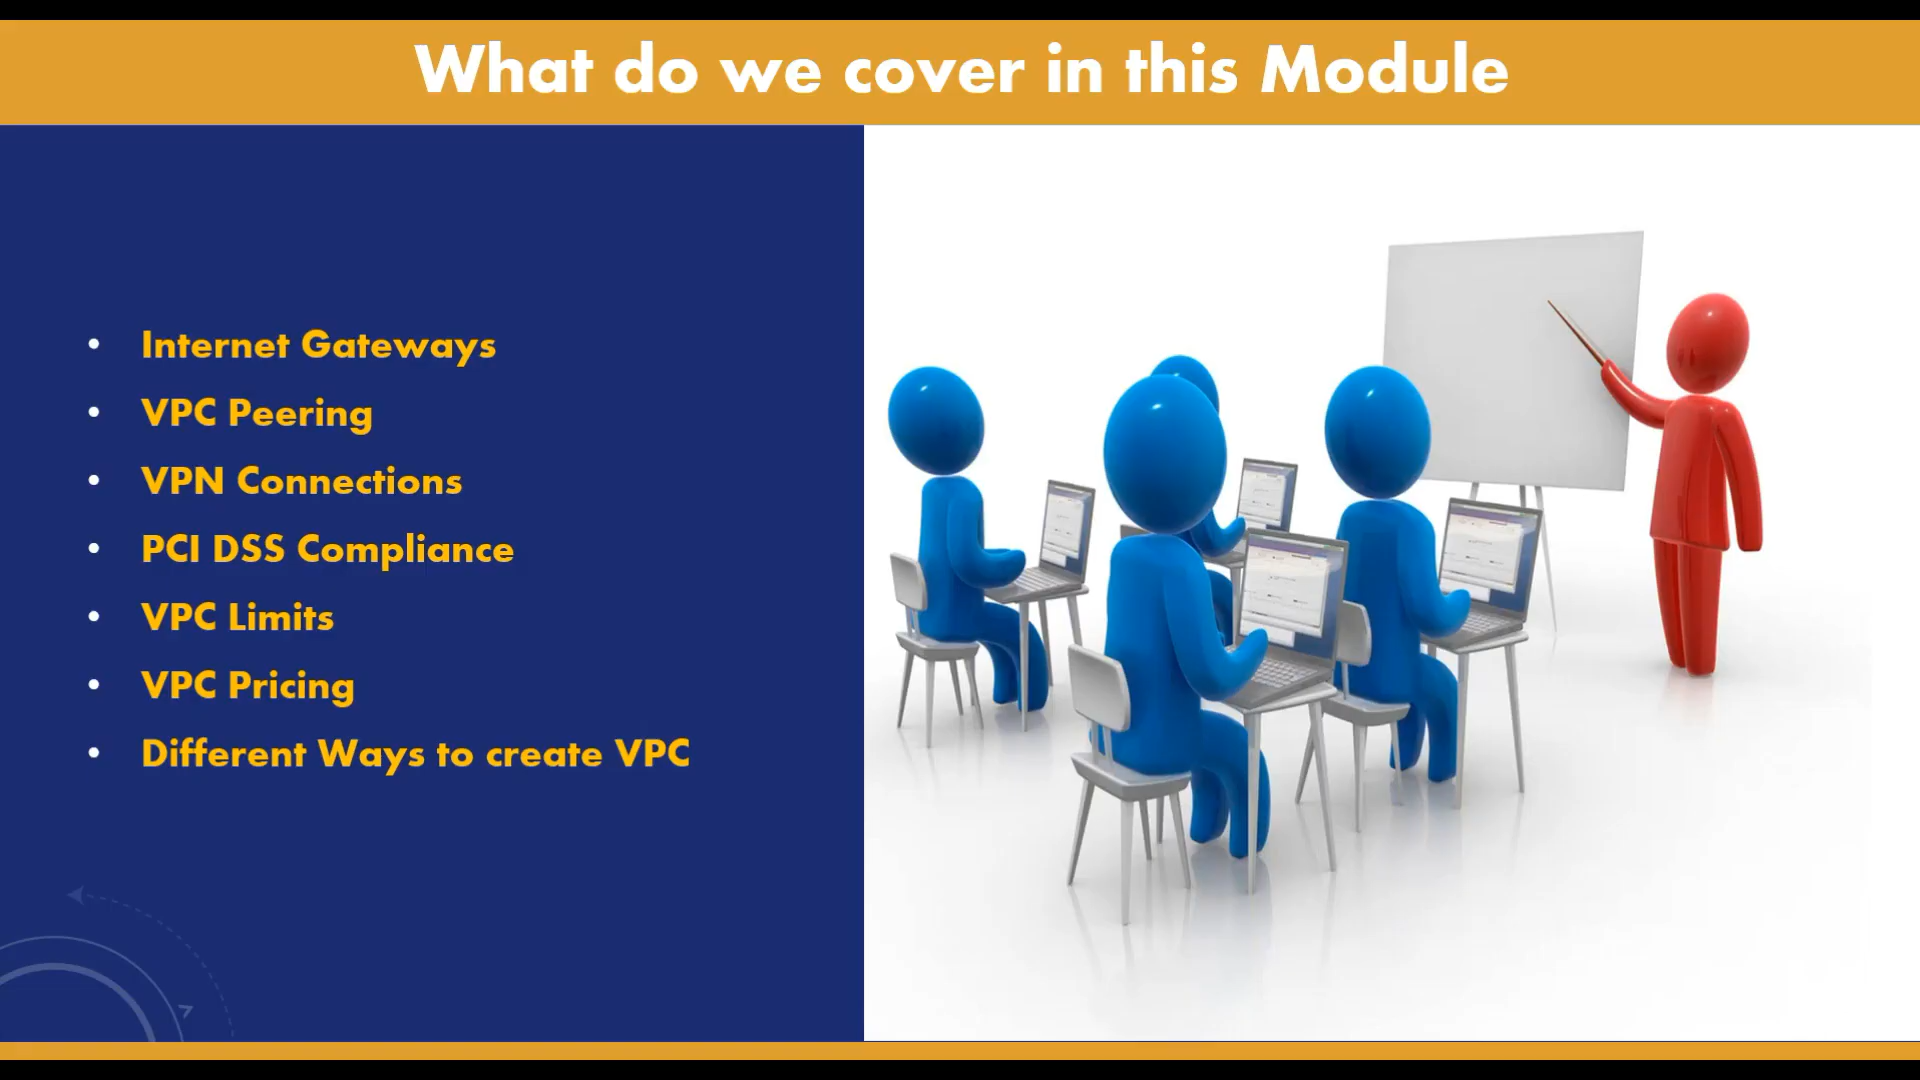 What do we cover in this Module
• Internet Gateways
• VPC Peering
• VPN Connections
• PCI DSS Compliance
• VPC Limits
• VPC Pricing
• Different Ways to create VPC